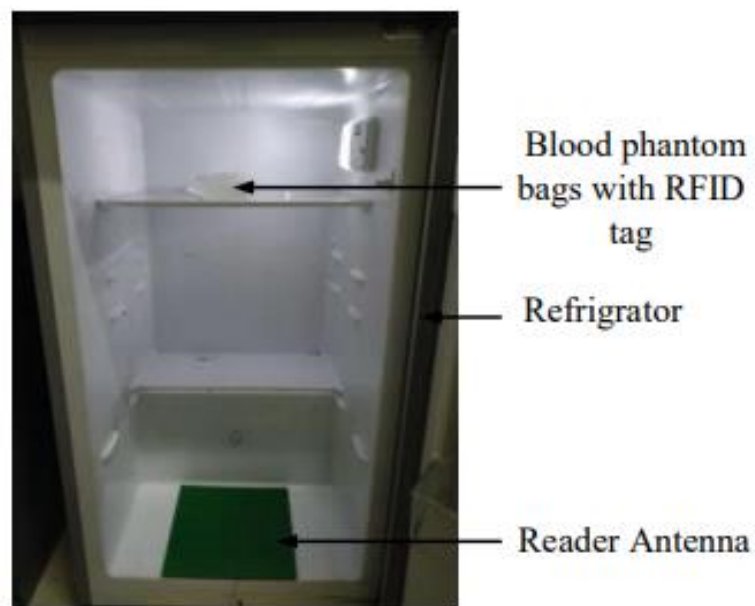 Blood phantom
bags with RFID
tag
Refrigrator
Reader Antenna